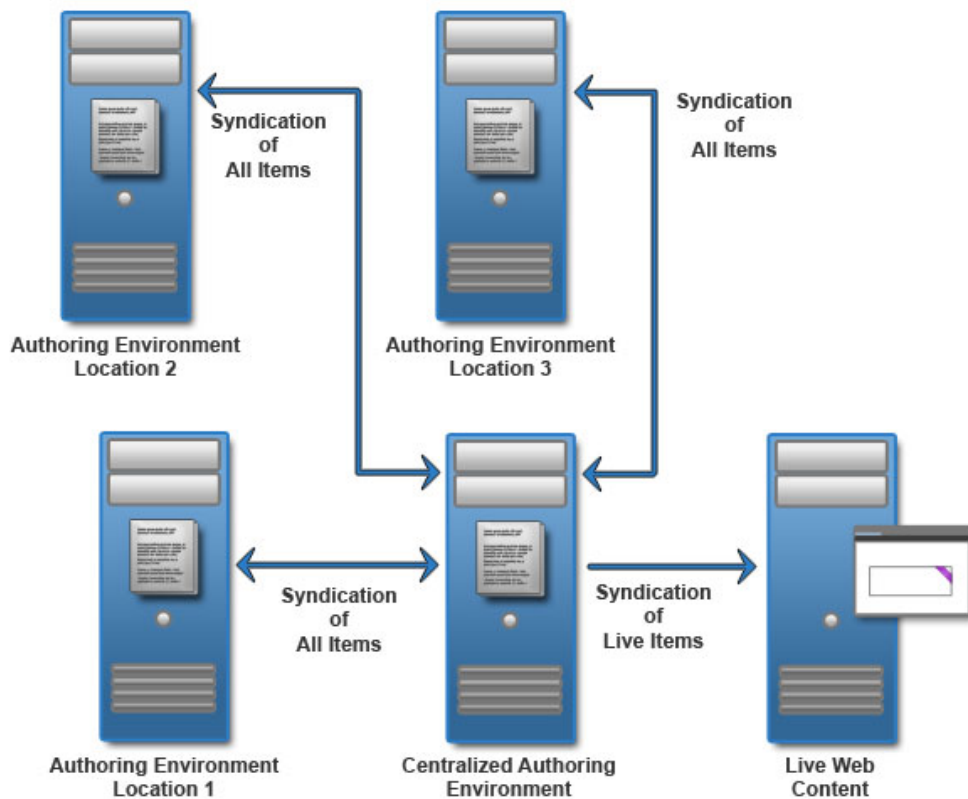 Syndication
of
All Items
Syndication
of
All Items
Authoring Environment
Location 2
Authoring Environment
Location 3
Syndication
of
All Items
Syndication
of
Live Items
Authoring Environment
Location 1
Centralized Authoring
Environment
Live Web
Content